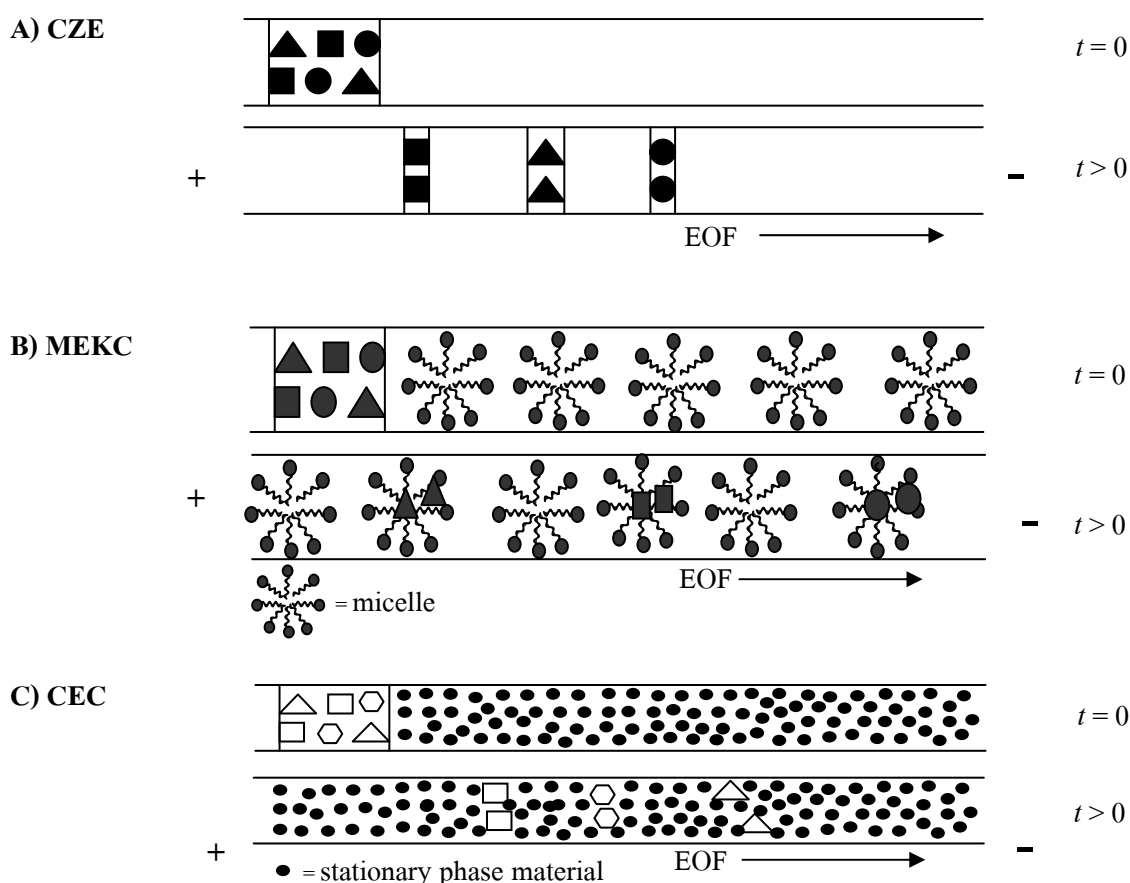 A) CZE
t = 0
+
-
t > 0
EOF
B) MEKC
t = 0
+
-
t > 0
EOF
= micelle
C) CEC
t = 0
t > 0
+
-
EOF
= stationary phase material